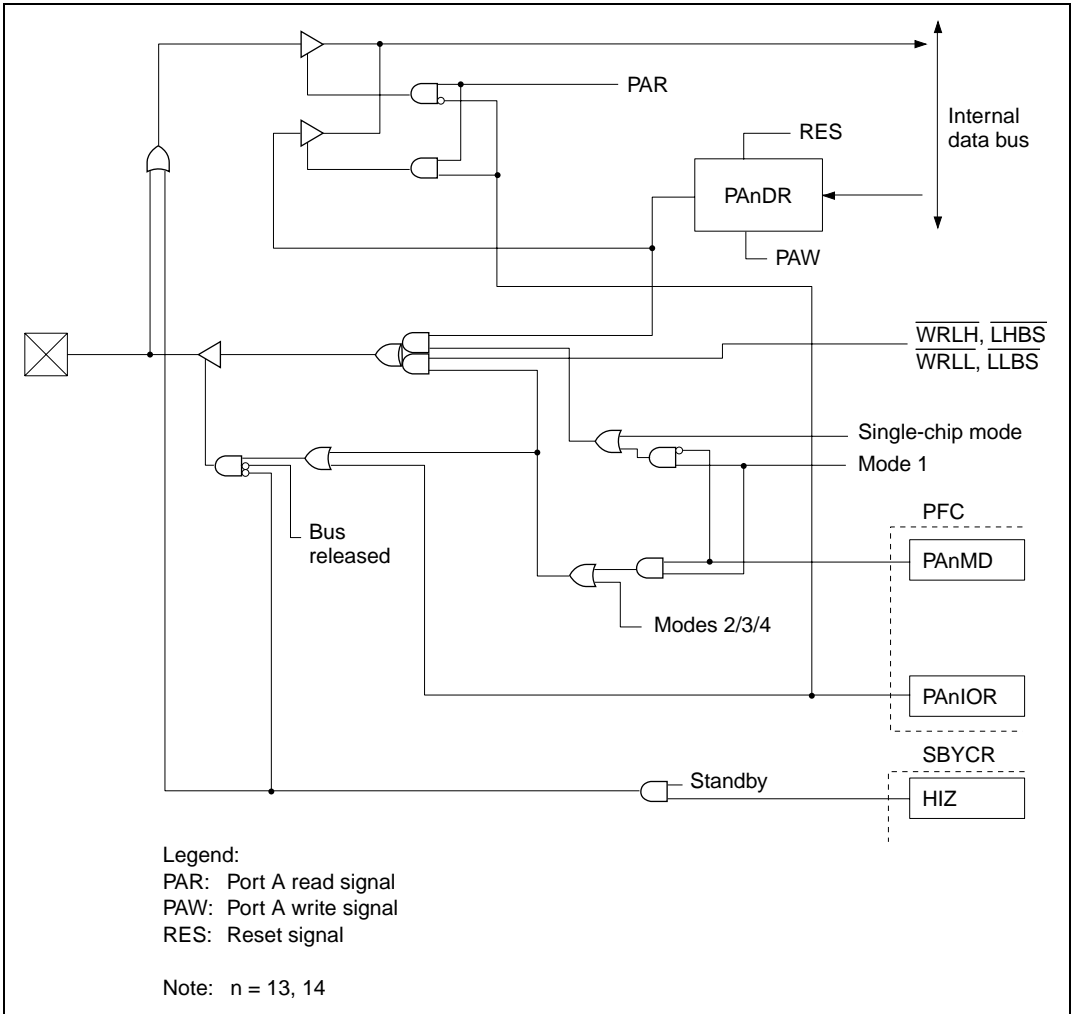 PAR
RES
Internal
data bus
PAnDR
PAW
WRLH, LHBS
WRLL, LLBS
Single-chip mode
Mode 1
Bus
released
PFC
PAnMD
Modes 2/3/4
PAnIOR
SBYCR
Standby
HIZ
Legend:
PAR: Port A read signal
PAW: Port A write signal
RES: Reset signal
Note: n = 13, 14